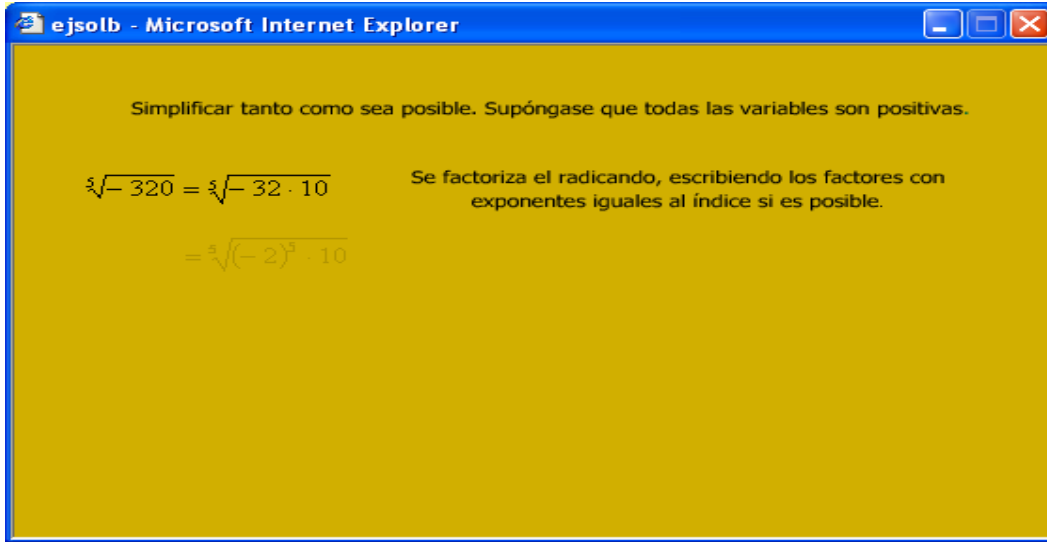 ejsolb - Microsoft Internet Explorer
Simplificar tanto como sea posible. Supóngase que todas las variables son positivas.
⁵√(− 320) = ⁵√(− 32 · 10)
Se factoriza el radicando, escribiendo los factores con
exponentes iguales al índice si es posible.
= ⁵√((− 2)⁵ · 10)